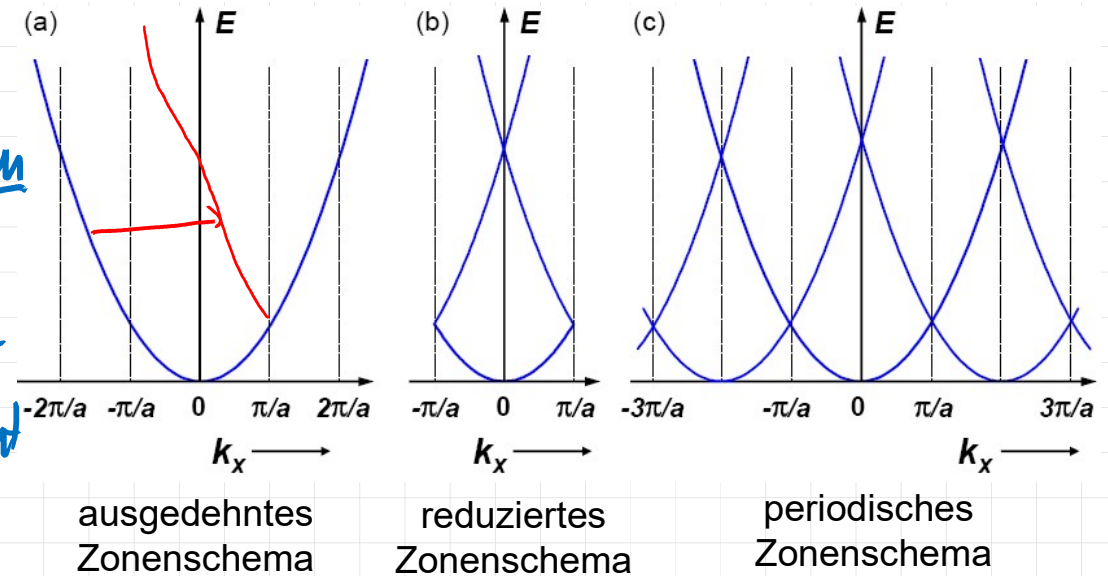 (a)
E
-2π/a -π/a 0 π/a 2π/a
kx
ausgedehntes
Zonenschema
(b)
E
-π/a 0 π/a
kx
reduziertes
Zonenschema
(c)
E
-3π/a -π/a 0 π/a 3π/a
kx
periodisches
Zonenschema